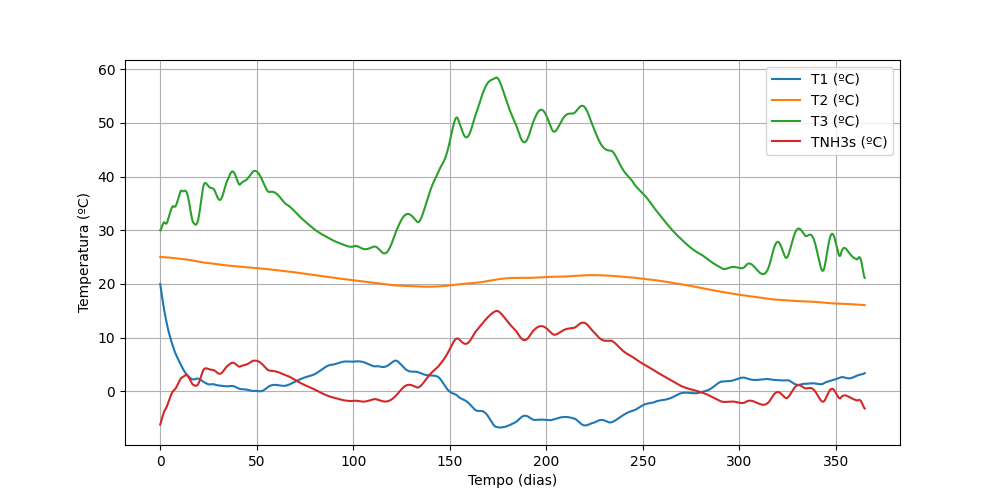 60
50
40
30
20
10
0
Temperatura (ºC)
T1 (ºC)
T2 (ºC)
T3 (ºC)
TNH3s (ºC)
0 50 100 150 200 250 300 350
Tempo (dias)